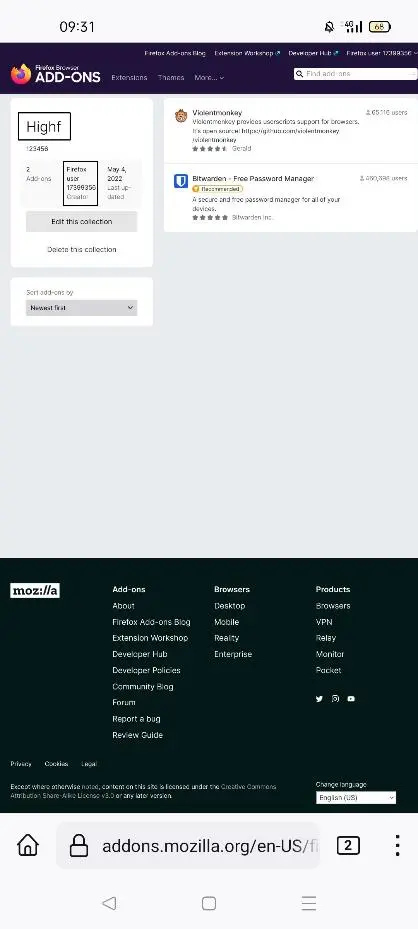 09:31
4G
68
Firefox Add-ons Blog Extension Workshop Developer Hub Firefox user 17399356
Firefox Browser
ADD-ONS
Extensions Themes More...
Find add-ons
Highf
123456
2
Add-ons
Firefox
user
17399356
Creator
May 4,
2022
Last up-
dated
Edit this collection
Delete this collection
Sort add-ons by
Newest first
Violentmonkey
65,116 users
Violentmonkey provides userscripts support for browsers.
It's open source! https://github.com/violentmonkey
/violentmonkey
Gerald
Bitwarden - Free Password Manager
460,698 users
Recommended
A secure and free password manager for all of your
devices.
Bitwarden Inc.
moz://a
Add-ons
About
Firefox Add-ons Blog
Extension Workshop
Developer Hub
Developer Policies
Community Blog
Forum
Report a bug
Review Guide
Browsers
Desktop
Mobile
Reality
Enterprise
Products
Browsers
VPN
Relay
Monitor
Pocket
Privacy Cookies Legal
Except where otherwise noted, content on this site is licensed under the Creative Commons
Attribution Share-Alike License v3.0 or any later version.
Change language
English (US)
addons.mozilla.org/en-US/fi
2